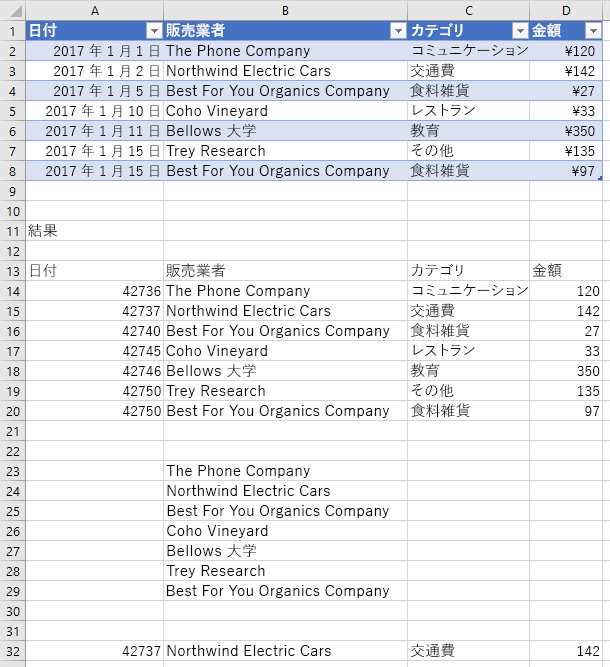 A B C D
1 日付 販売業者 カテゴリ 金額
2 2017 年 1 月 1 日 The Phone Company コミュニケーション ¥120
3 2017 年 1 月 2 日 Northwind Electric Cars 交通費 ¥142
4 2017 年 1 月 5 日 Best For You Organics Company 食料雑貨 ¥27
5 2017 年 1 月 10 日 Coho Vineyard レストラン ¥33
6 2017 年 1 月 11 日 Bellows 大学 教育 ¥350
7 2017 年 1 月 15 日 Trey Research その他 ¥135
8 2017 年 1 月 15 日 Best For You Organics Company 食料雑貨 ¥97
9
10
11 結果
12
13 日付 販売業者 カテゴリ 金額
14 42736 The Phone Company コミュニケーション 120
15 42737 Northwind Electric Cars 交通費 142
16 42740 Best For You Organics Company 食料雑貨 27
17 42745 Coho Vineyard レストラン 33
18 42746 Bellows 大学 教育 350
19 42750 Trey Research その他 135
20 42750 Best For You Organics Company 食料雑貨 97
21
22
23 The Phone Company
24 Northwind Electric Cars
25 Best For You Organics Company
26 Coho Vineyard
27 Bellows 大学
28 Trey Research
29 Best For You Organics Company
30
31
32 42737 Northwind Electric Cars 交通費 142